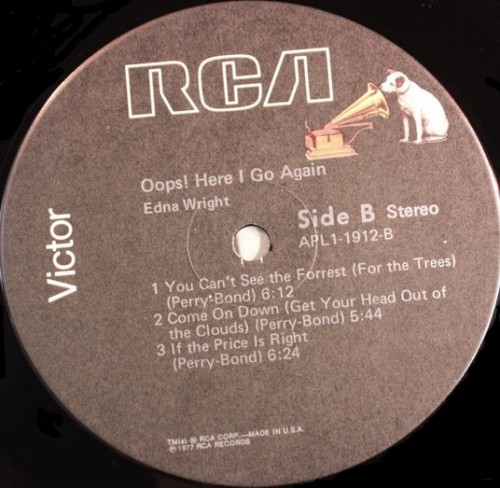 RCA
Oops! Here I Go Again
Edna Wright
Side B Stereo
APL1-1912-B
Victor
1 You Can't See the Forrest (For the Trees)
(Perry-Bond) 6:12
2 Come On Down (Get Your Head Out of
the Clouds) (Perry-Bond) 5:44
3 If the Price Is Right
(Perry-Bond) 6:24
TM(s) ® RCA CORP.—MADE IN U.S.A.
℗ 1977 RCA RECORDS